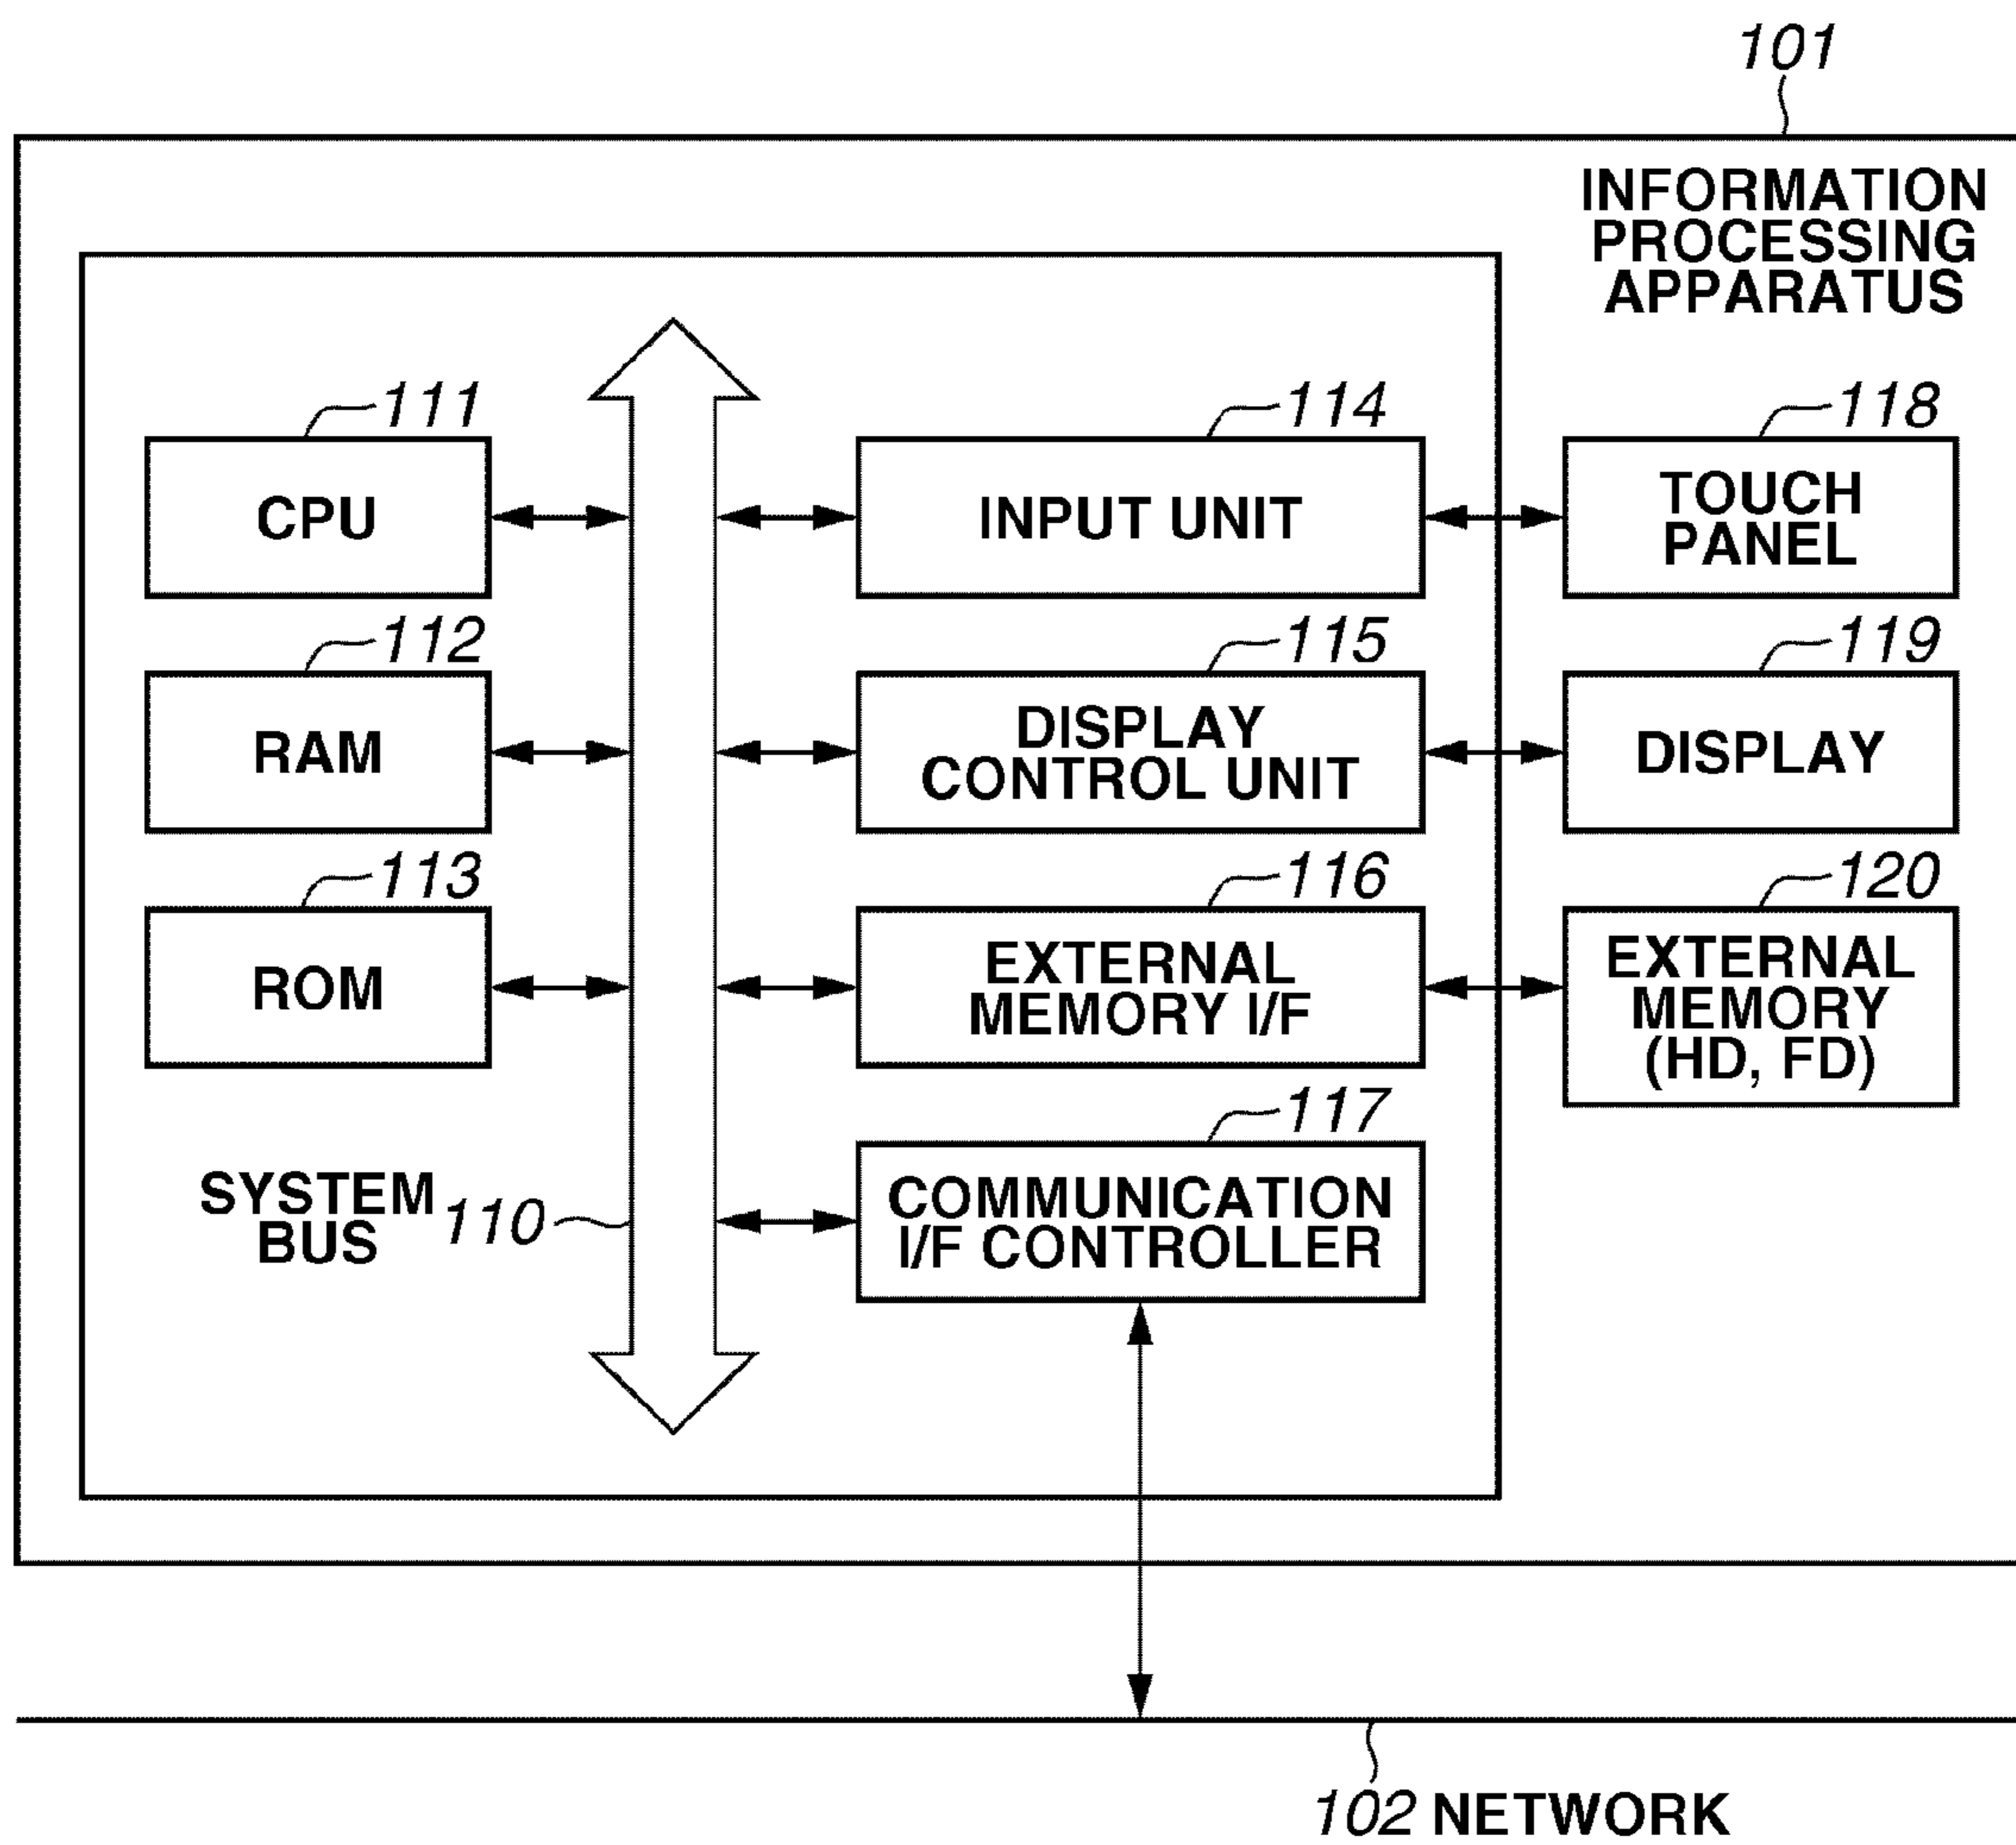 101
INFORMATION
PROCESSING
APPARATUS
111
114
118
CPU
INPUT UNIT
TOUCH
PANEL
112
115
119
RAM
DISPLAY
CONTROL UNIT
DISPLAY
113
116
120
ROM
EXTERNAL
MEMORY I/F
EXTERNAL
MEMORY
(HD, FD)
117
SYSTEM
BUS
110
COMMUNICATION
I/F CONTROLLER
102 NETWORK